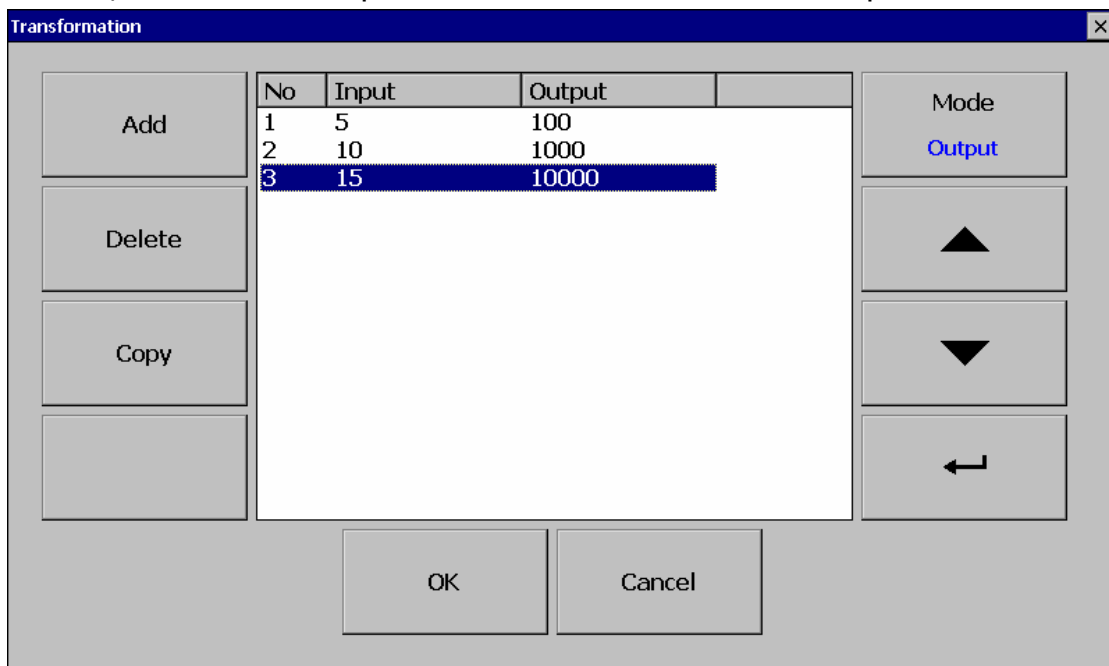 Transformation
Add
Delete
Copy
No Input Output
1 5 100
2 10 1000
3 15 10000
Mode
Output
OK
Cancel